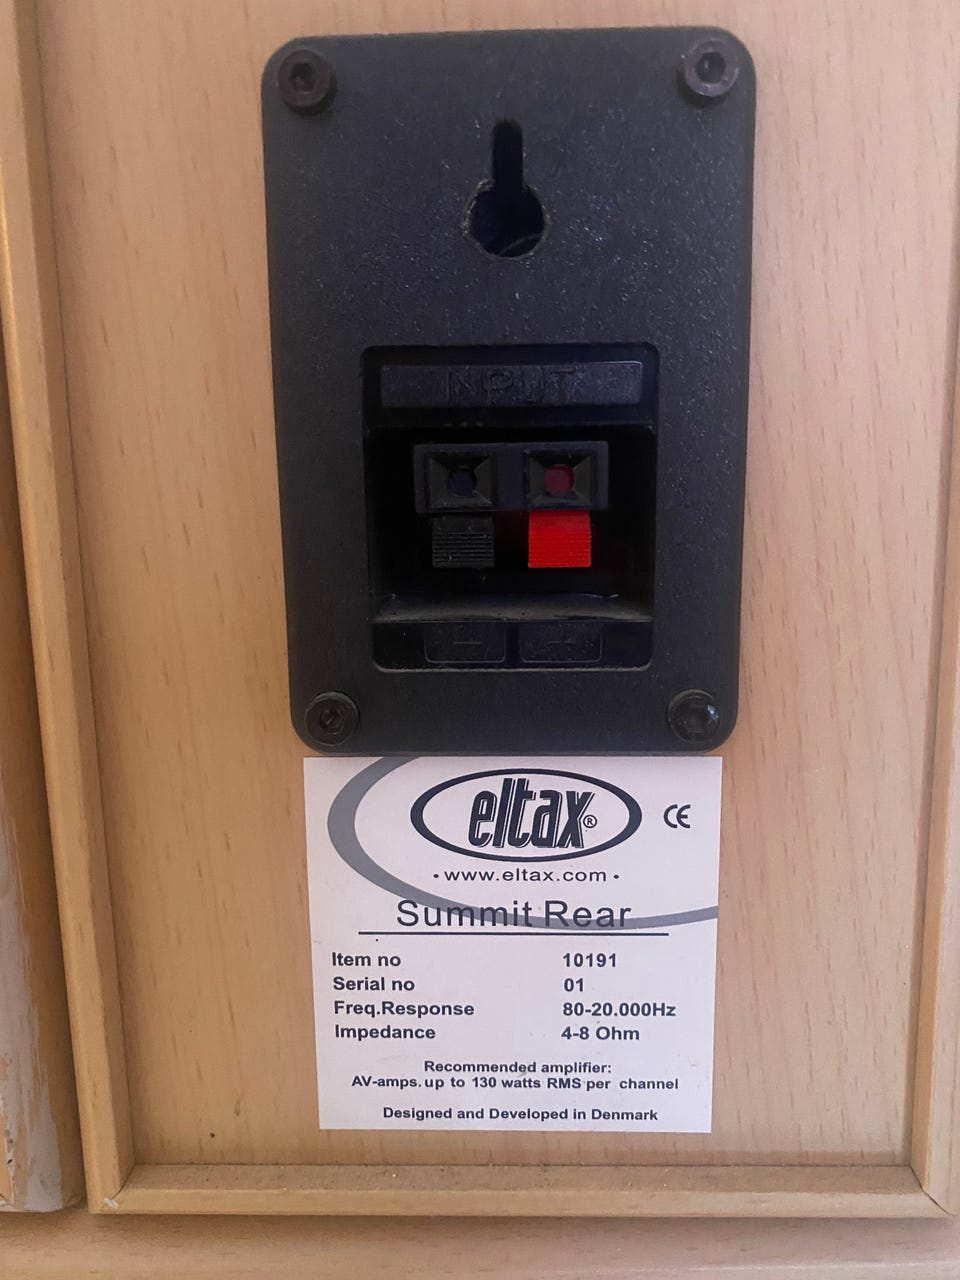 INPUT
- +
eltax®
CE
• www.eltax.com •
Summit Rear
Item no 10191
Serial no 01
Freq.Response 80-20.000Hz
Impedance 4-8 Ohm
Recommended amplifier:
AV-amps. up to 130 watts RMS per channel
Designed and Developed in Denmark